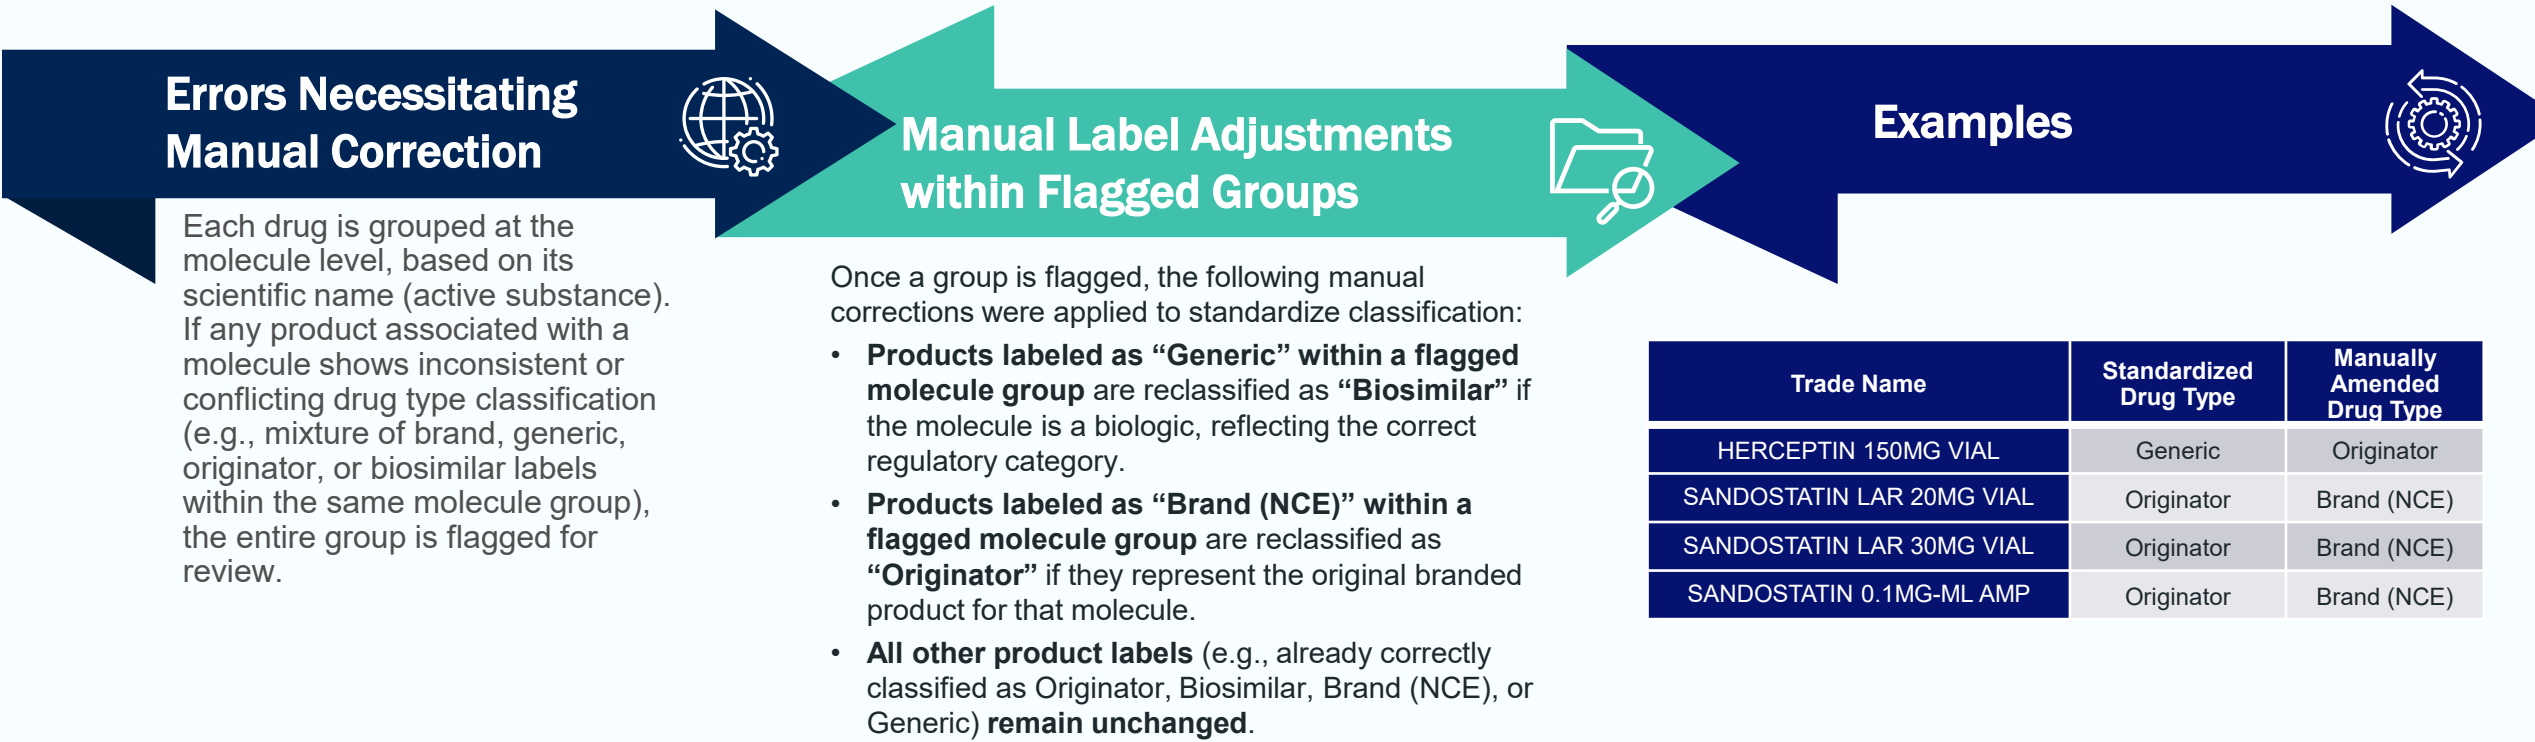 Errors Necessitating
Manual Correction
Each drug is grouped at the
molecule level, based on its
scientific name (active substance).
If any product associated with a
molecule shows inconsistent or
conflicting drug type classification
(e.g., mixture of brand, generic,
originator, or biosimilar labels
within the same molecule group),
the entire group is flagged for
review.
Manual Label Adjustments
within Flagged Groups
Once a group is flagged, the following manual
corrections were applied to standardize classification:
• Products labeled as “Generic” within a flagged
molecule group are reclassified as “Biosimilar” if
the molecule is a biologic, reflecting the correct
regulatory category.
• Products labeled as “Brand (NCE)” within a
flagged molecule group are reclassified as
“Originator” if they represent the original branded
product for that molecule.
• All other product labels (e.g., already correctly
classified as Originator, Biosimilar, Brand (NCE), or
Generic) remain unchanged.
Examples
Trade Name
Standardized
Drug Type
Manually
Amended
Drug Type
HERCEPTIN 150MG VIAL Generic Originator
SANDOSTATIN LAR 20MG VIAL Originator Brand (NCE)
SANDOSTATIN LAR 30MG VIAL Originator Brand (NCE)
SANDOSTATIN 0.1MG-ML AMP Originator Brand (NCE)